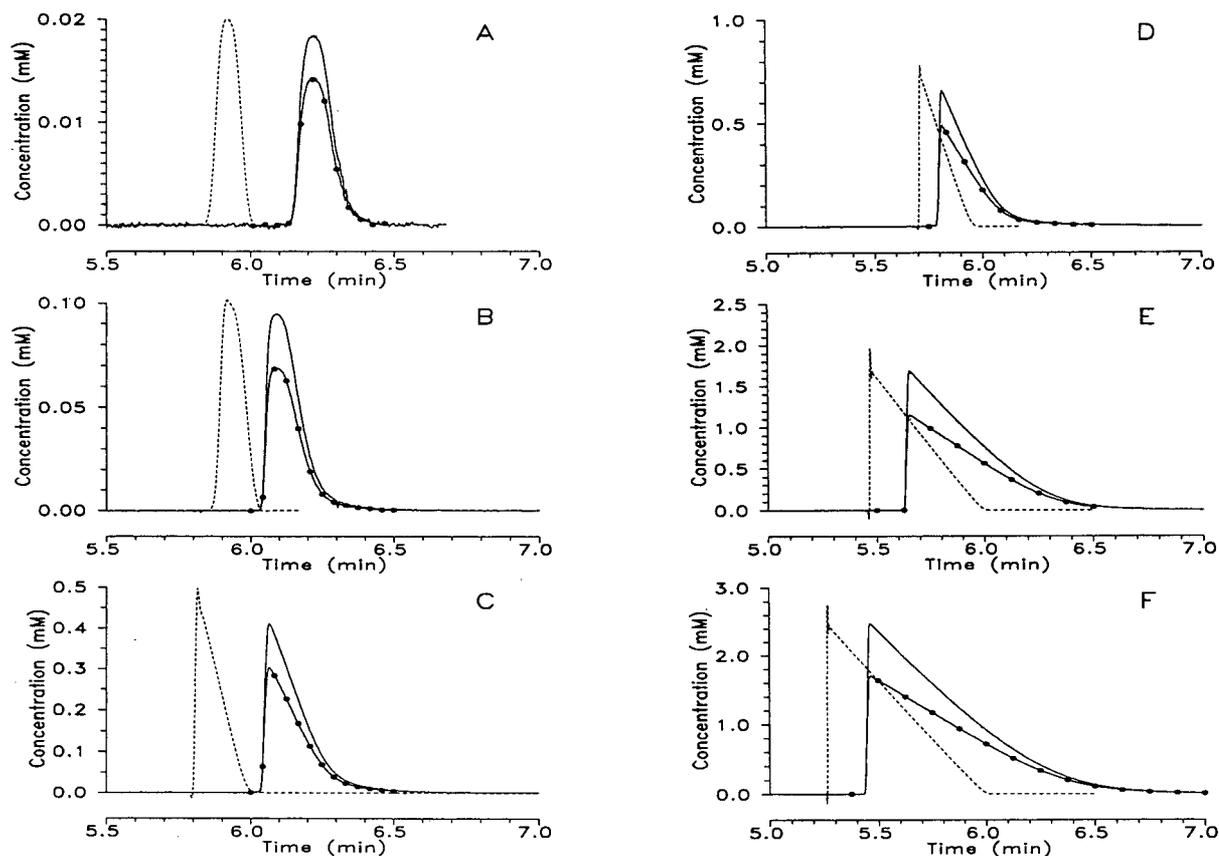 A
Concentration (mM)
0.02
0.01
0.00
5.5 6.0 6.5 7.0
Time (min)
B
Concentration (mM)
0.10
0.05
0.00
5.5 6.0 6.5 7.0
Time (min)
C
Concentration (mM)
0.5
0.4
0.3
0.2
0.1
0.0
5.5 6.0 6.5 7.0
Time (min)
D
Concentration (mM)
1.0
0.5
0.0
5.0 5.5 6.0 6.5 7.0
Time (min)
E
Concentration (mM)
2.5
2.0
1.5
1.0
0.5
0.0
5.0 5.5 6.0 6.5 7.0
Time (min)
F
Concentration (mM)
3.0
2.0
1.0
0.0
5.0 5.5 6.0 6.5 7.0
Time (min)